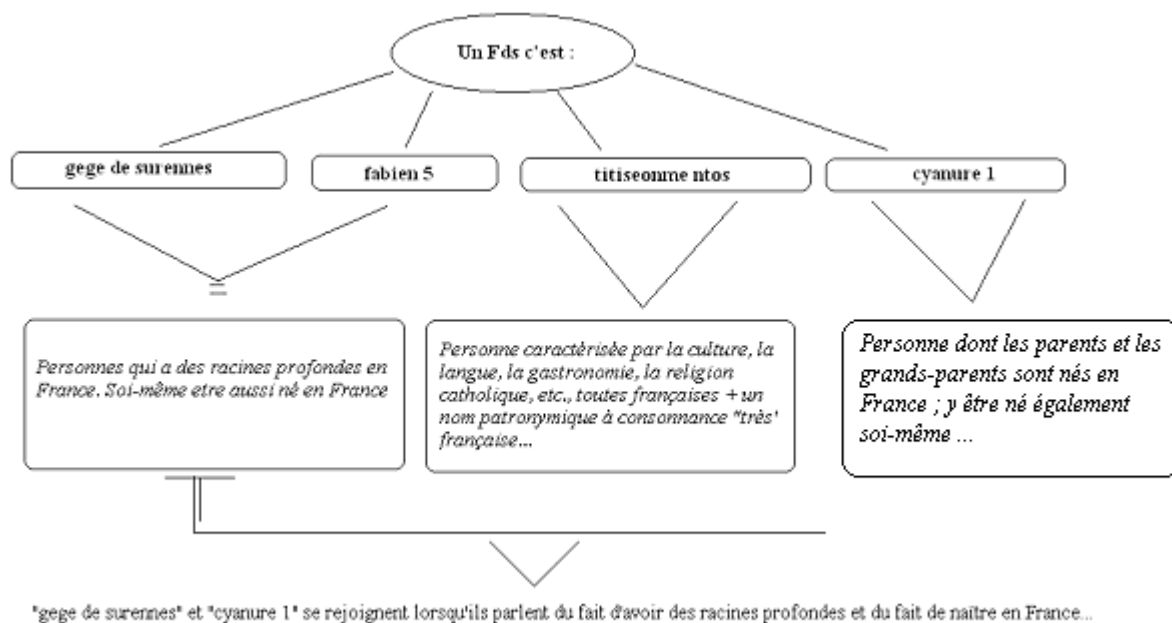 Un Fds c'est :
gege de surennes
fabien 5
titiseonme ntos
cyanure 1
Personnes qui a des racines profondes en
France. Soi-même etre aussi né en France
Personne caractérisée par la culture, la
langue, la gastronomie, la religion
catholique, etc., toutes françaises + un
nom patronymique à consonnance "très'
française...
Personne dont les parents et les
grands-parents sont nés en
France ; y être né également
soi-même ...
"gege de surennes" et "cyanure 1" se rejoignent lorsqu'ils parlent du fait d'avoir des racines profondes et du fait de naître en France...